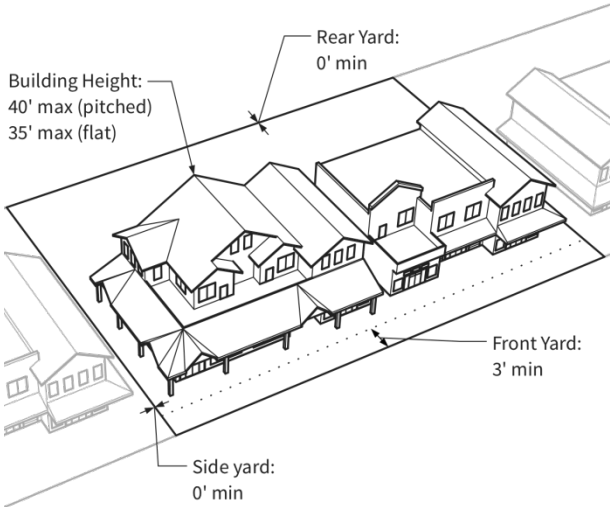 Rear Yard:
0' min
Building Height:
40' max (pitched)
35' max (flat)
Front Yard:
3' min
Side yard:
0' min